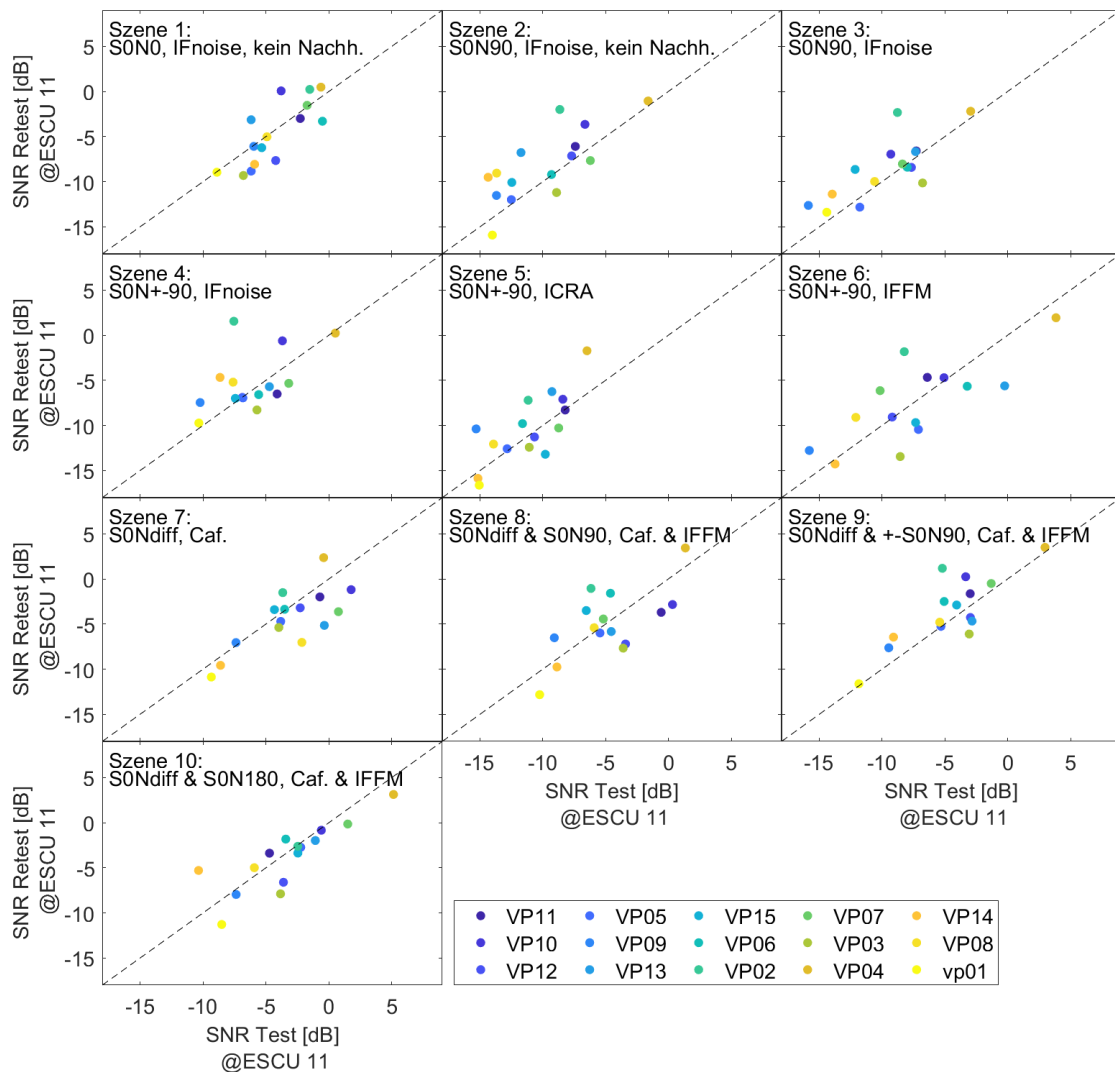 Szene 1:
S0N0, IFnoise, kein Nachh.
Szene 2:
S0N90, IFnoise, kein Nachh.
Szene 3:
S0N90, IFnoise
5
0
-5
-10
-15
SNR Retest [dB]
@ESCU 11
Szene 4:
S0N+-90, IFnoise
Szene 5:
S0N+-90, ICRA
Szene 6:
S0N+-90, IFFM
5
0
-5
-10
-15
SNR Retest [dB]
@ESCU 11
Szene 7:
S0Ndiff, Caf.
Szene 8:
S0Ndiff & S0N90, Caf. & IFFM
Szene 9:
S0Ndiff & +-S0N90, Caf. & IFFM
5
0
-5
-10
-15
SNR Retest [dB]
@ESCU 11
-15 -10 -5 0 5
SNR Test [dB]
@ESCU 11
-15 -10 -5 0 5
SNR Test [dB]
@ESCU 11
Szene 10:
S0Ndiff & S0N180, Caf. & IFFM
5
0
-5
-10
-15
SNR Retest [dB]
@ESCU 11
-15 -10 -5 0 5
SNR Test [dB]
@ESCU 11
VP11 VP05 VP15 VP07 VP14
VP10 VP09 VP06 VP03 VP08
VP12 VP13 VP02 VP04 vp01